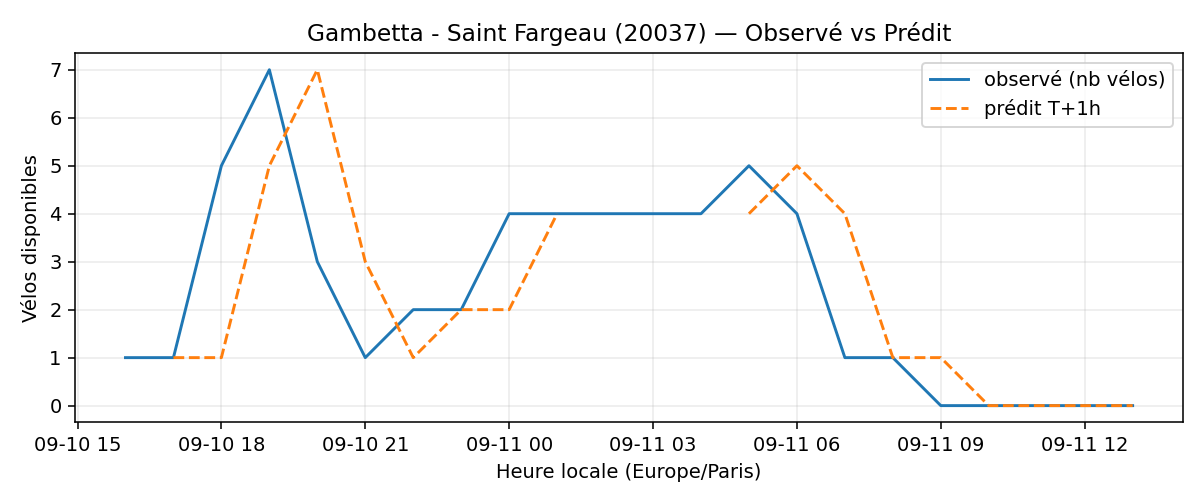 Gambetta - Saint Fargeau (20037) — Observé vs Prédit
observé (nb vélos)
prédit T+1h
Vélos disponibles
7
6
5
4
3
2
1
0
09-10 15 09-10 18 09-10 21 09-11 00 09-11 03 09-11 06 09-11 09 09-11 12
Heure locale (Europe/Paris)